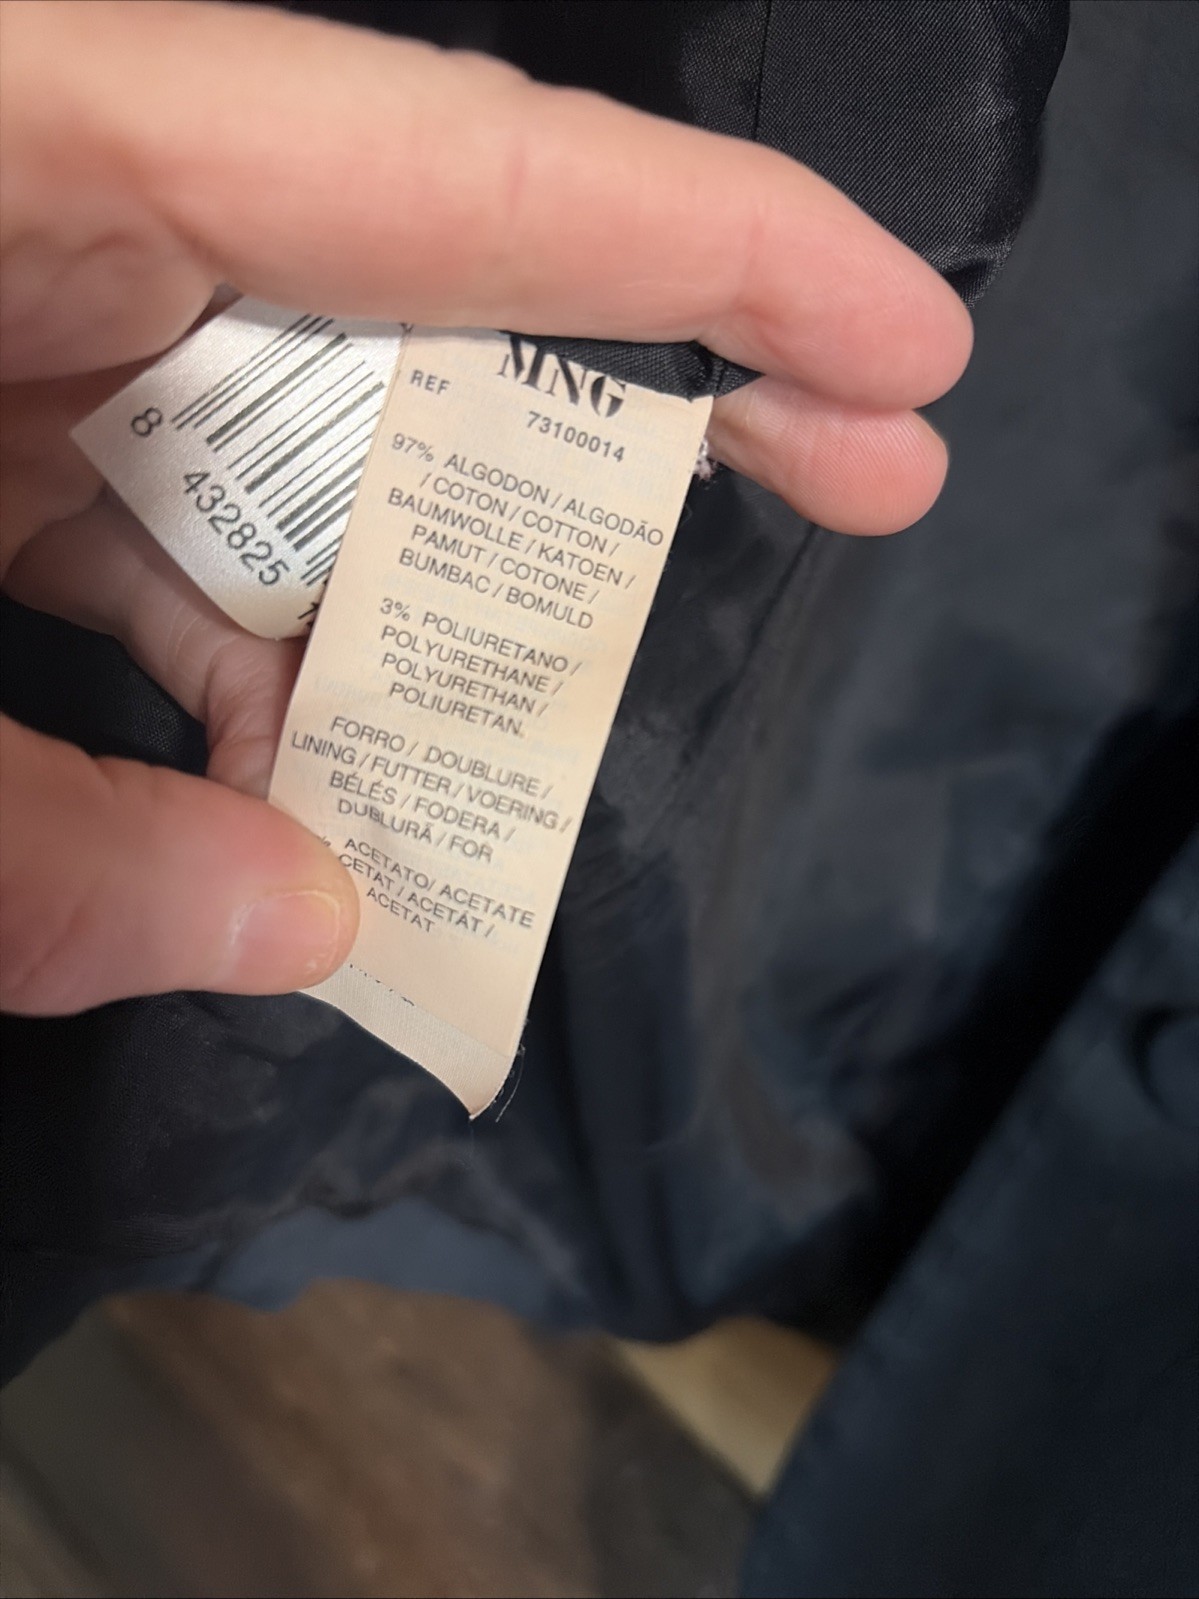 8
432825
MNG
REF
73100014
97% ALGODON / ALGODÃO
/ COTON / COTTON /
BAUMWOLLE / KATOEN /
PAMUT / COTONE /
BUMBAC / BOMULD
3% POLIURETANO /
POLYURETHANE /
POLYURETHAN /
POLIURETAN.
FORRO / DOUBLURE /
LINING / FUTTER / VOERING /
BÉLÉS / FODERA /
DUBLURĂ / FOR
ACETATO/ ACETATE
/ ACETÁT /
ACETAT